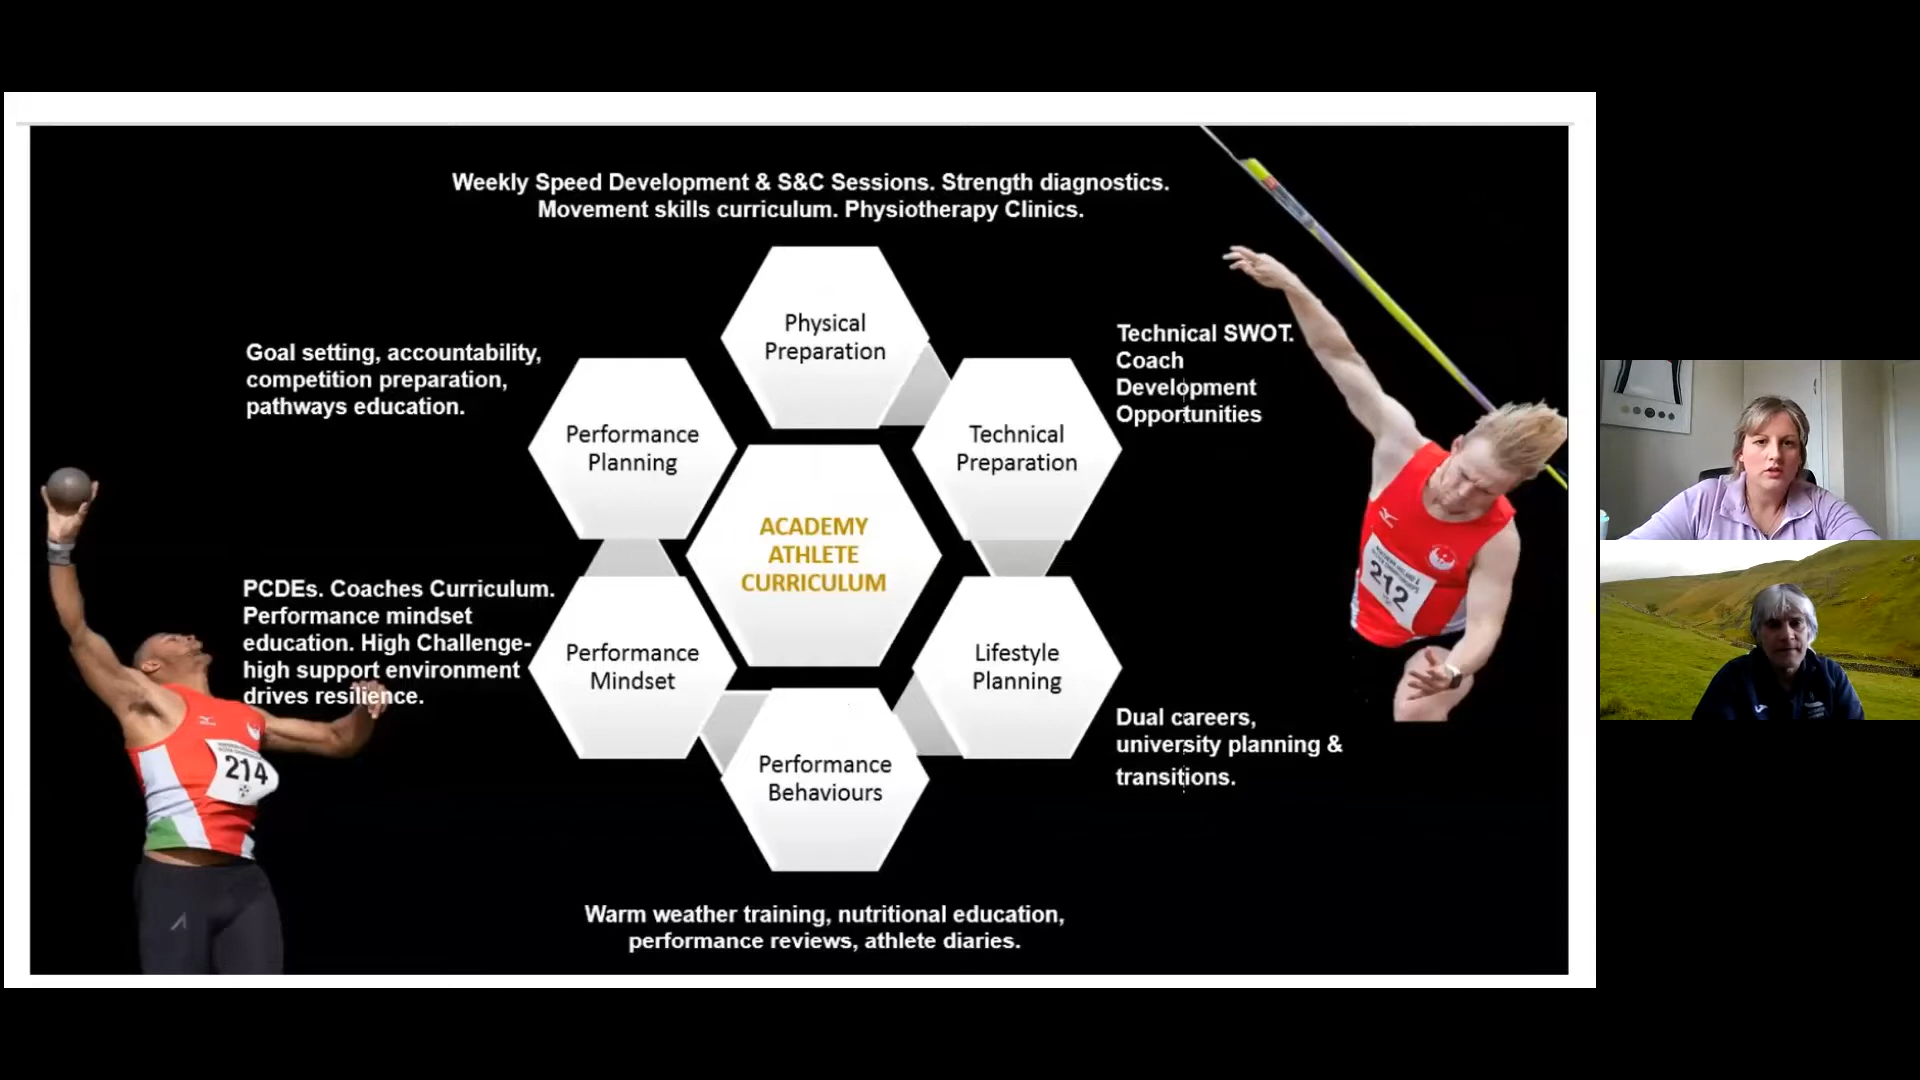 Weekly Speed Development & S&C Sessions. Strength diagnostics.
Movement skills curriculum. Physiotherapy Clinics.
Physical
Preparation
Technical SWOT.
Coach
Development
Opportunities
Goal setting, accountability,
competition preparation,
pathways education.
Performance
Planning
Technical
Preparation
ACADEMY
ATHLETE
CURRICULUM
PCDEs. Coaches Curriculum.
Performance mindset
education. High Challenge-
high support environment
drives resilience.
Performance
Mindset
Lifestyle
Planning
Dual careers,
university planning &
transitions.
Performance
Behaviours
Warm weather training, nutritional education,
performance reviews, athlete diaries.
212
214